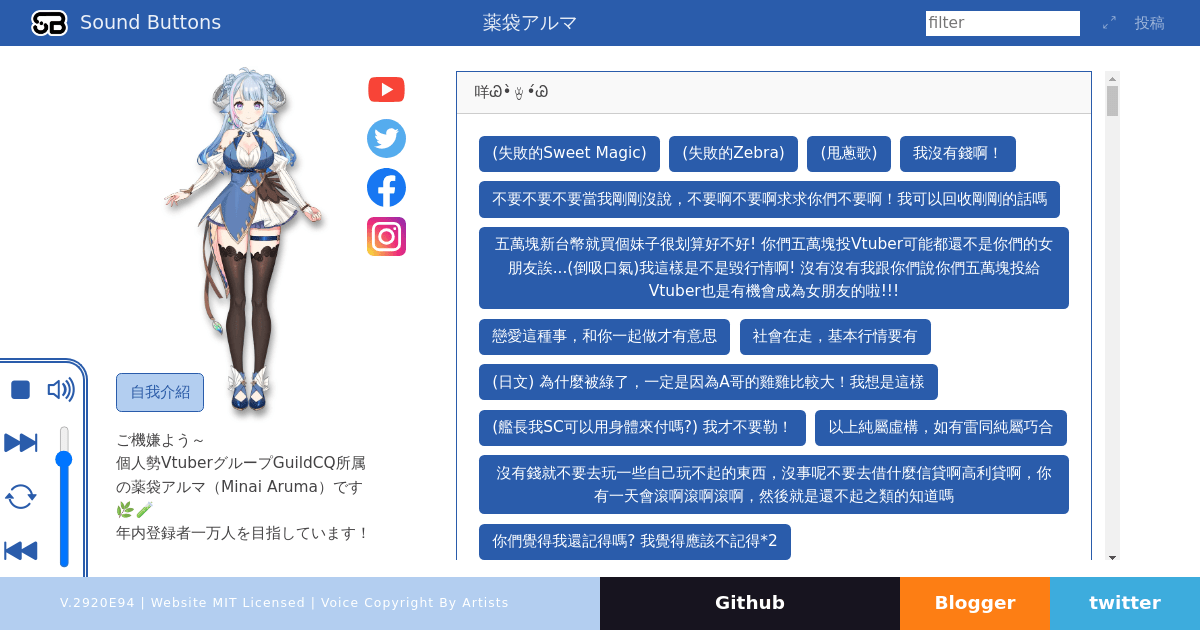 Sound Buttons
薬袋アルマ
filter
投稿
咩ᘏ•̀ ꈊ •́ᘏ
(失敗的Sweet Magic)
(失敗的Zebra)
(甩蔥歌)
我沒有錢啊！
不要不要不要當我剛剛沒說，不要啊不要啊求求你們不要啊！我可以回收剛剛的話嗎
五萬塊新台幣就買個妹子很划算好不好! 你們五萬塊投Vtuber可能都還不是你們的女
朋友誒...(倒吸口氣)我這樣是不是毀行情啊! 沒有沒有我跟你們說你們五萬塊投給
Vtuber也是有機會成為女朋友的啦!!!
戀愛這種事，和你一起做才有意思
社會在走，基本行情要有
(日文) 為什麼被綠了，一定是因為A哥的雞雞比較大！我想是這樣
(艦長我SC可以用身體來付嗎?) 我才不要勒！
以上純屬虛構，如有雷同純屬巧合
沒有錢就不要去玩一些自己玩不起的東西，沒事呢不要去借什麼信貸啊高利貸啊，你
有一天會滾啊滾啊滾啊，然後就是還不起之類的知道嗎
你們覺得我還記得嗎? 我覺得應該不記得*2
自我介紹
ご機嫌よう～
個人勢VtuberグループGuildCQ所属
の薬袋アルマ（Minai Aruma）です
🌿🧪
年内登録者一万人を目指しています！
V.2920E94 | Website MIT Licensed | Voice Copyright By Artists
Github
Blogger
twitter